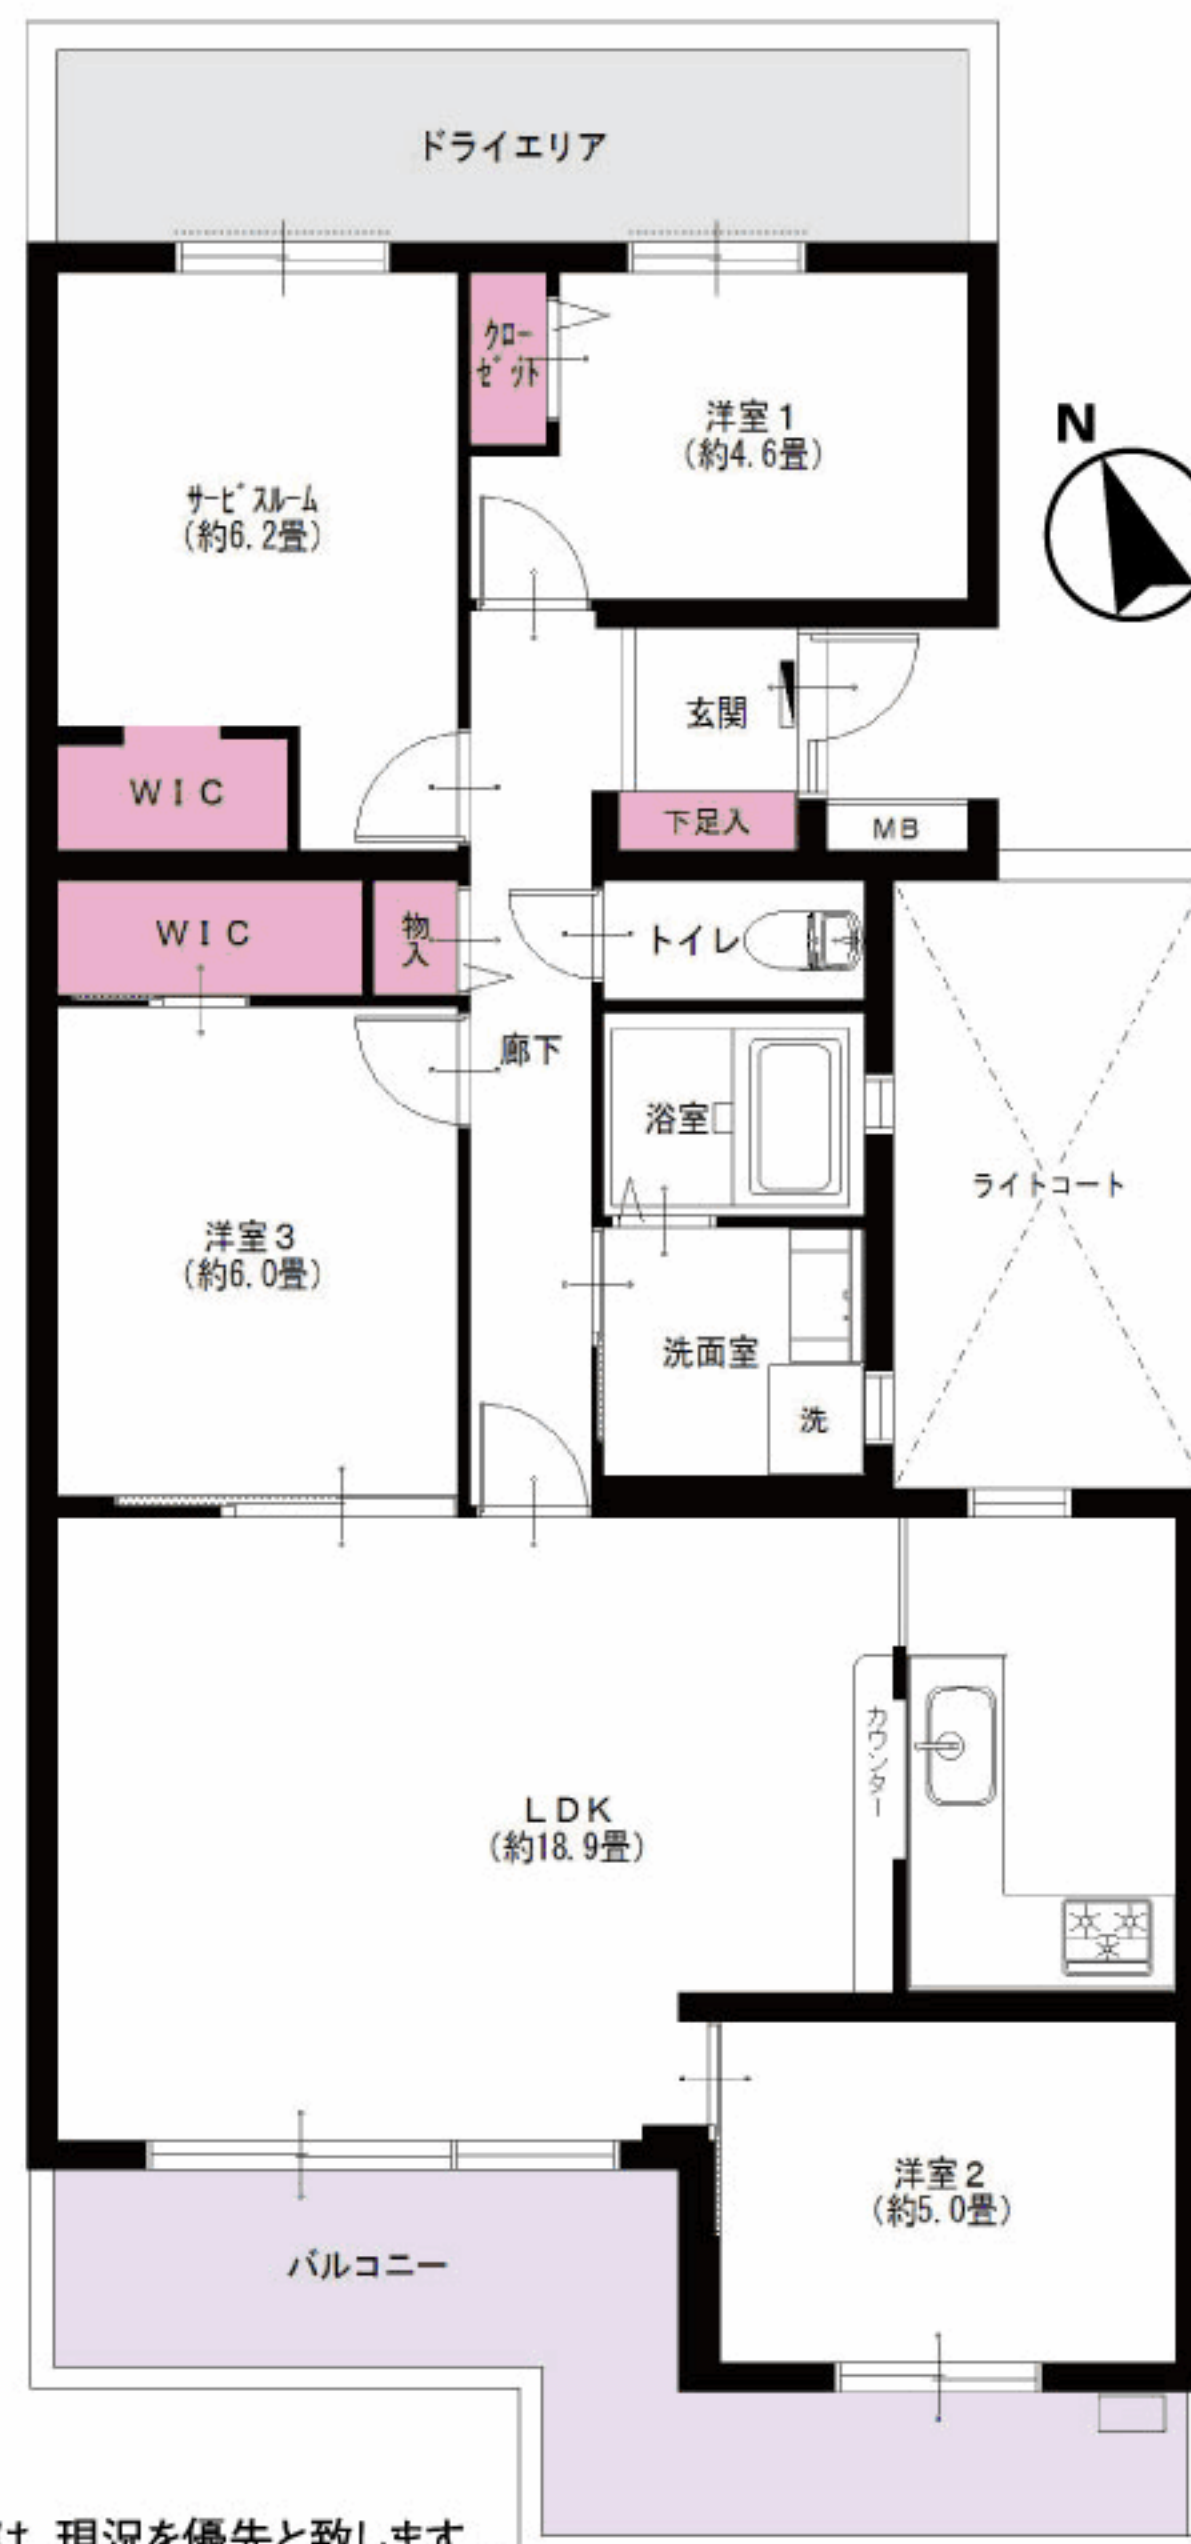 ドライエリア
クロー
ゼット
洋室1
(約4.6畳)
N
サービスルーム
(約6.2畳)
玄関
WIC
下足入
MB
WIC
物入
トイレ
廊下
浴室
ライトコート
洋室3
(約6.0畳)
洗面室
洗
カウンター
LDK
(約18.9畳)
洋室2
(約5.0畳)
バルコニー
は、現況を優先と致します